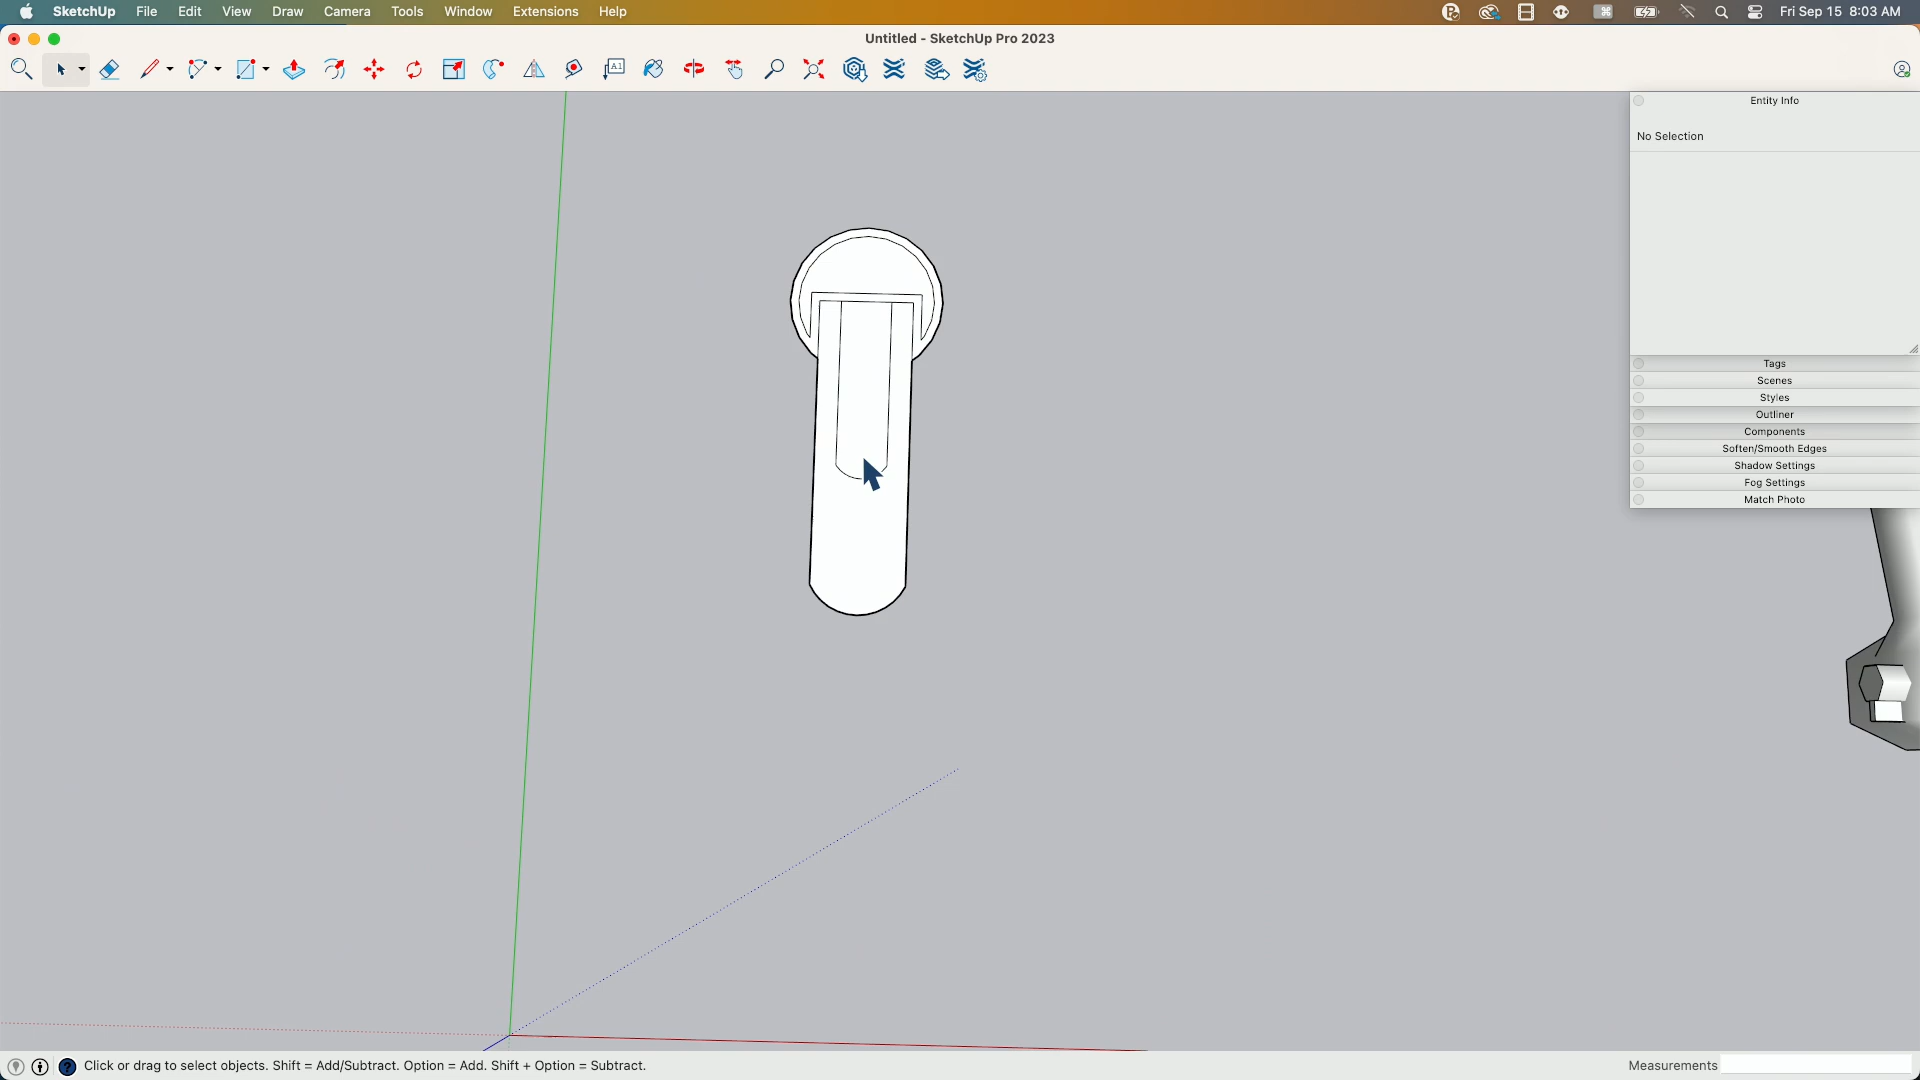 SketchUp File Edit View Draw Camera Tools Window Extensions Help Fri Sep 15 8:03 AM
Untitled - SketchUp Pro 2023
A1
Entity Info
No Selection
Tags
Scenes
Styles
Outliner
Components
Soften/Smooth Edges
Shadow Settings
Fog Settings
Match Photo
Click or drag to select objects. Shift = Add/Subtract. Option = Add. Shift + Option = Subtract. Measurements